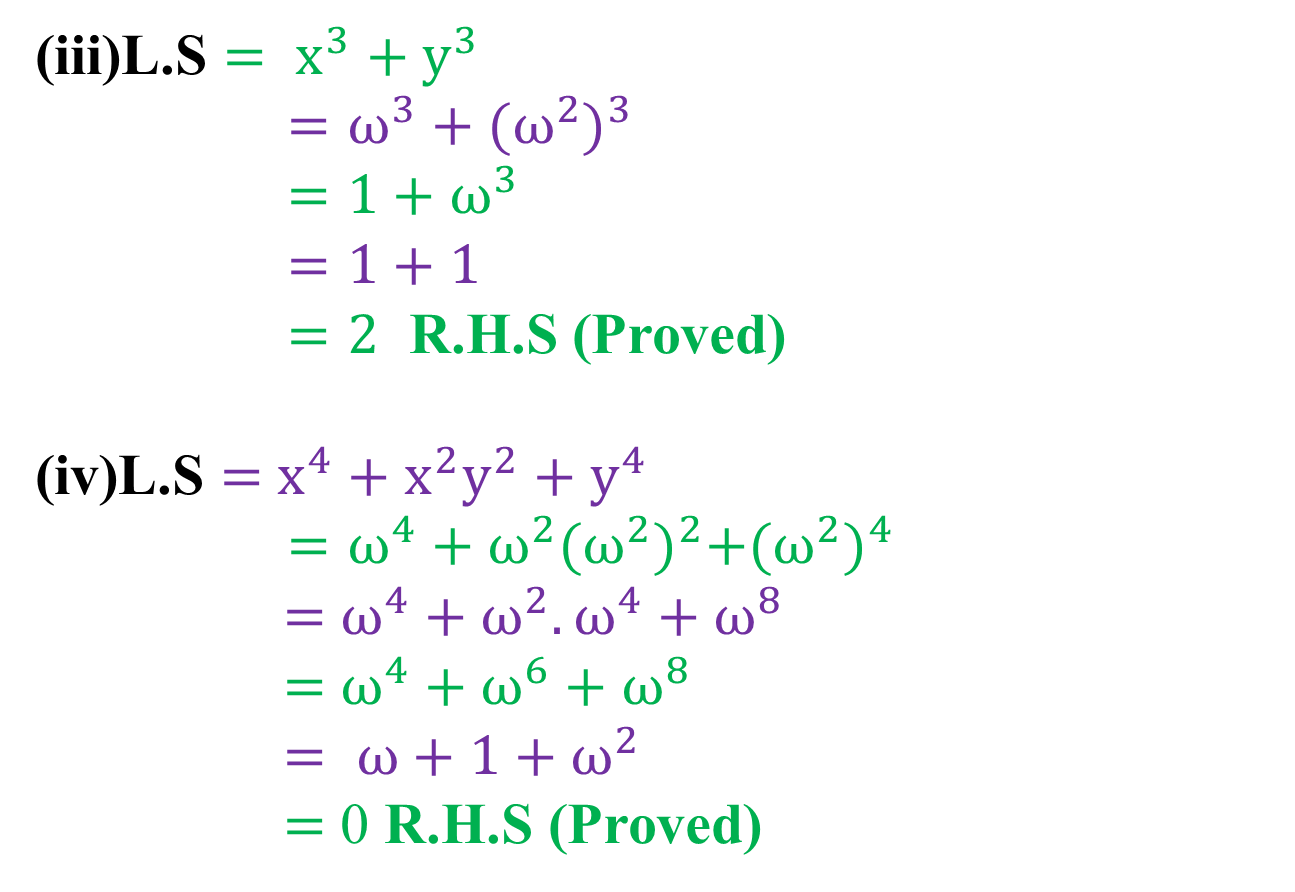 (iii)L.S = x³ + y³
= ω³ + (ω²)³
= 1 + ω³
= 1 + 1
= 2 R.H.S (Proved)
(iv)L.S = x⁴ + x²y² + y⁴
= ω⁴ + ω²(ω²)²+(ω²)⁴
= ω⁴ + ω².ω⁴ + ω⁸
= ω⁴ + ω⁶ + ω⁸
= ω + 1 + ω²
= 0 R.H.S (Proved)